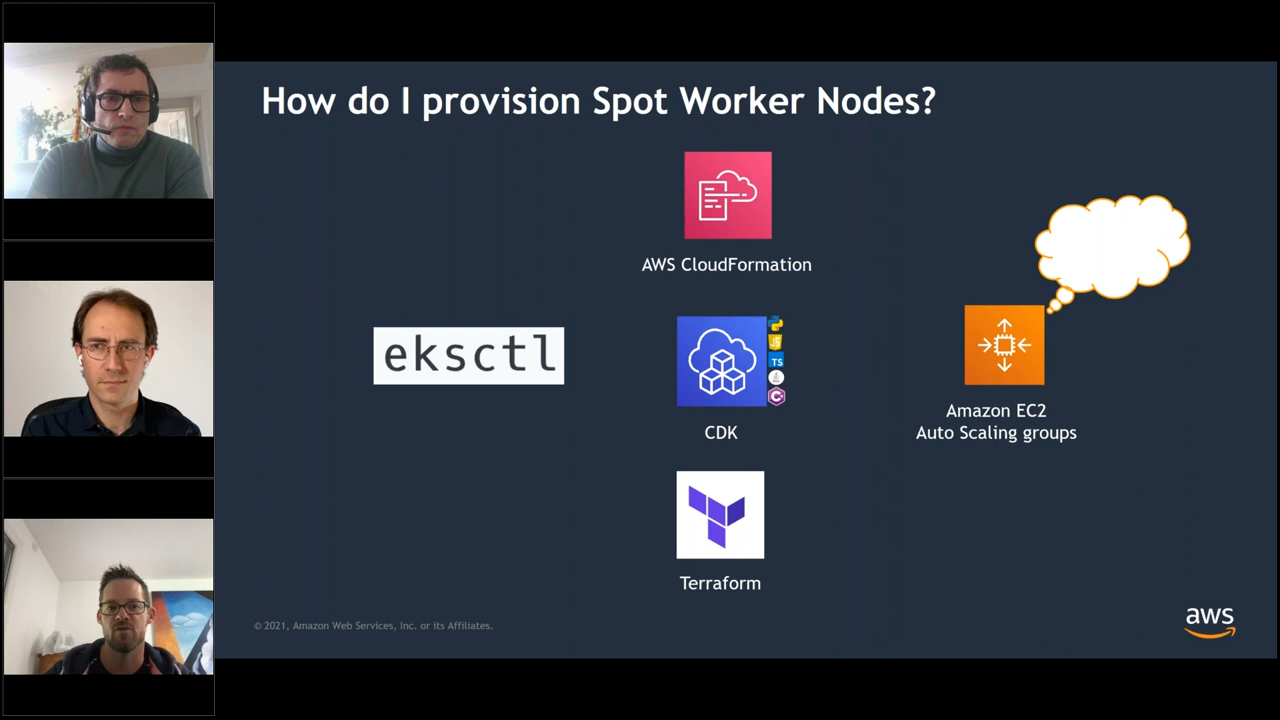 How do I provision Spot Worker Nodes?
AWS CloudFormation
eksctl
JS
TS
C#
CDK
Amazon EC2
Auto Scaling groups
Terraform
© 2021, Amazon Web Services, Inc. or its Affiliates.
aws